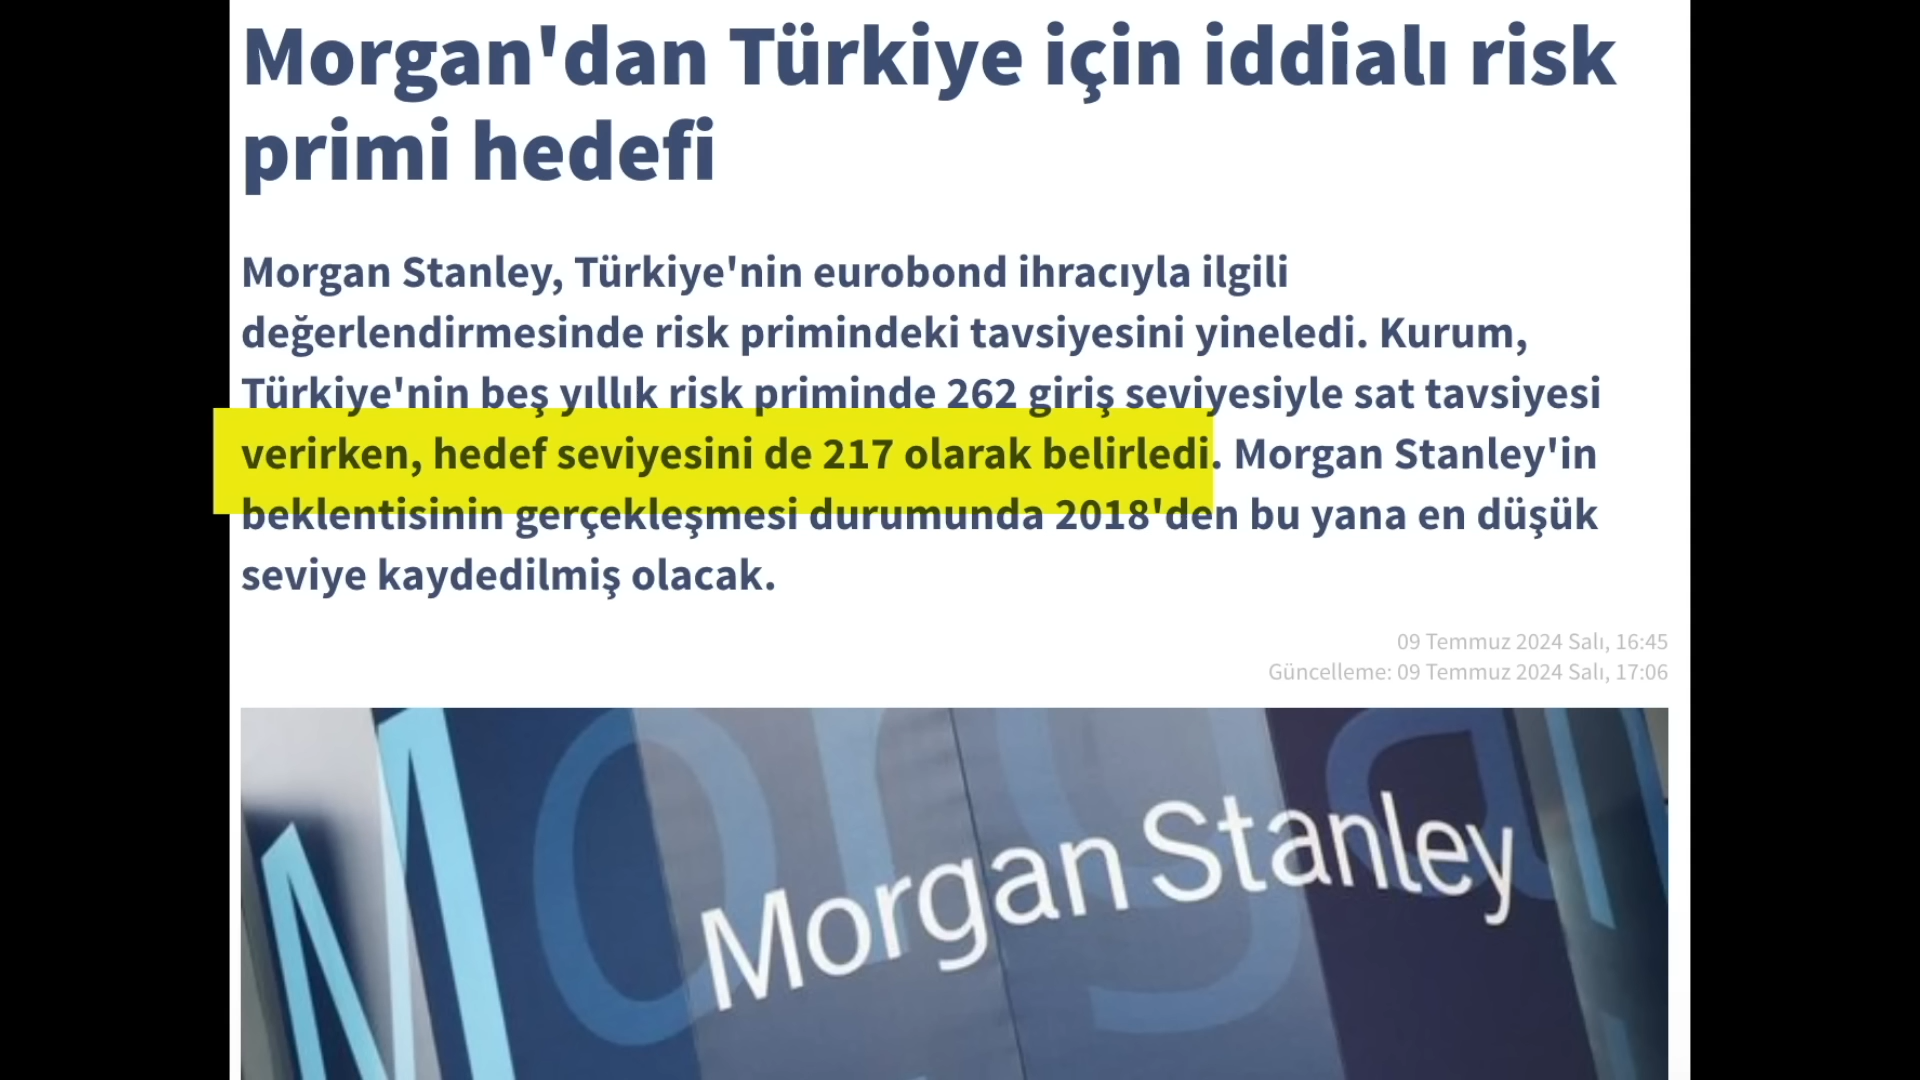 Morgan'dan Türkiye için iddialı risk
primi hedefi
Morgan Stanley, Türkiye'nin eurobond ihracıyla ilgili
değerlendirmesinde risk primindeki tavsiyesini yineledi. Kurum,
Türkiye'nin beş yıllık risk priminde 262 giriş seviyesiyle sat tavsiyesi
verirken, hedef seviyesini de 217 olarak belirledi. Morgan Stanley'in
beklentisinin gerçekleşmesi durumunda 2018'den bu yana en düşük
seviye kaydedilmiş olacak.
09 Temmuz 2024 Salı, 16:45
Güncelleme: 09 Temmuz 2024 Salı, 17:06
Morgan
Morgan Stanley